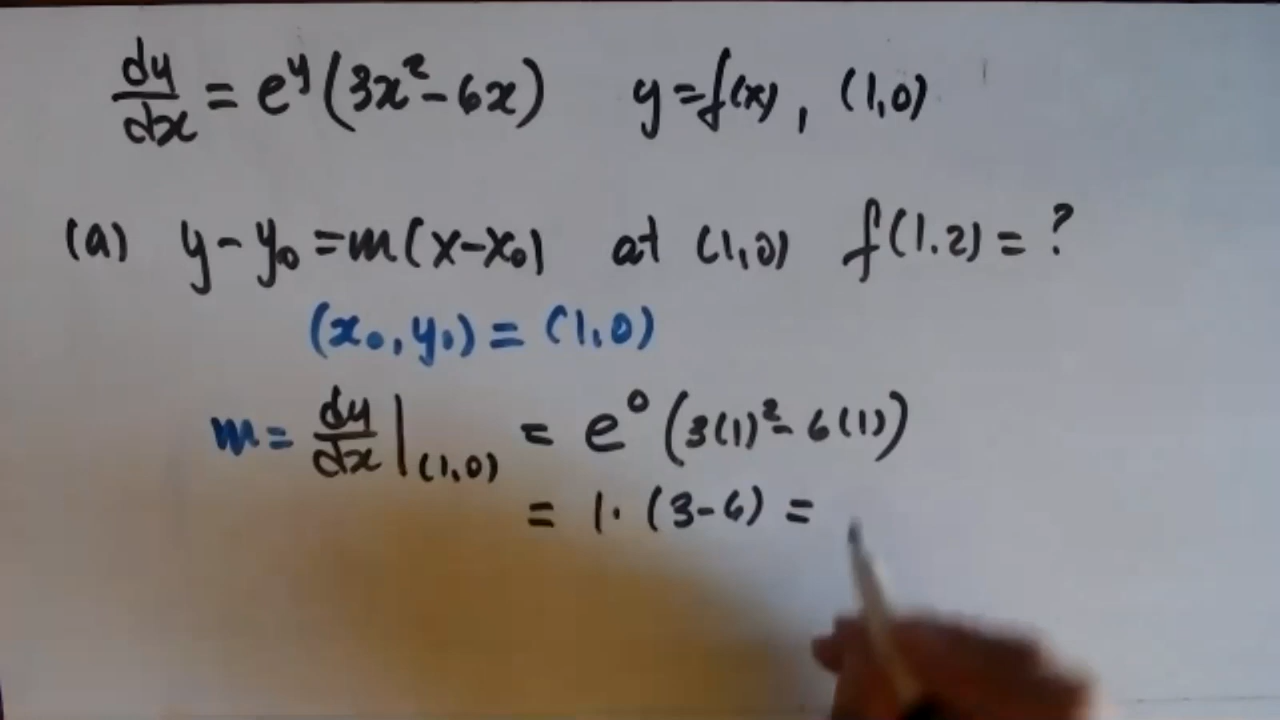 dy/dx = e^y (3x² - 6x) y = f(x), (1,0)
(a) y - y₀ = m(x - x₀) at (1,0) f(1.2) = ?
(x₀, y₀) = (1,0)
m = dy/dx |(1,0) = e⁰ (3(1)² - 6(1))
= 1 · (3 - 6) =